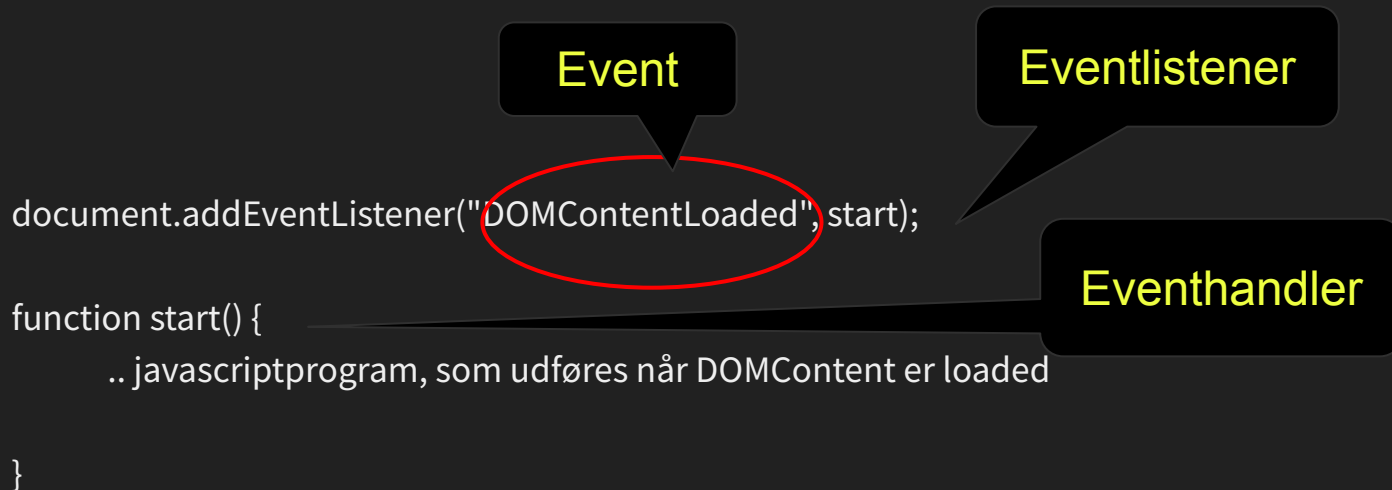 Event
Eventlistener
document.addEventListener("DOMContentLoaded", start);
Eventhandler
function start() {
.. javascriptprogram, som udføres når DOMContent er loaded
}